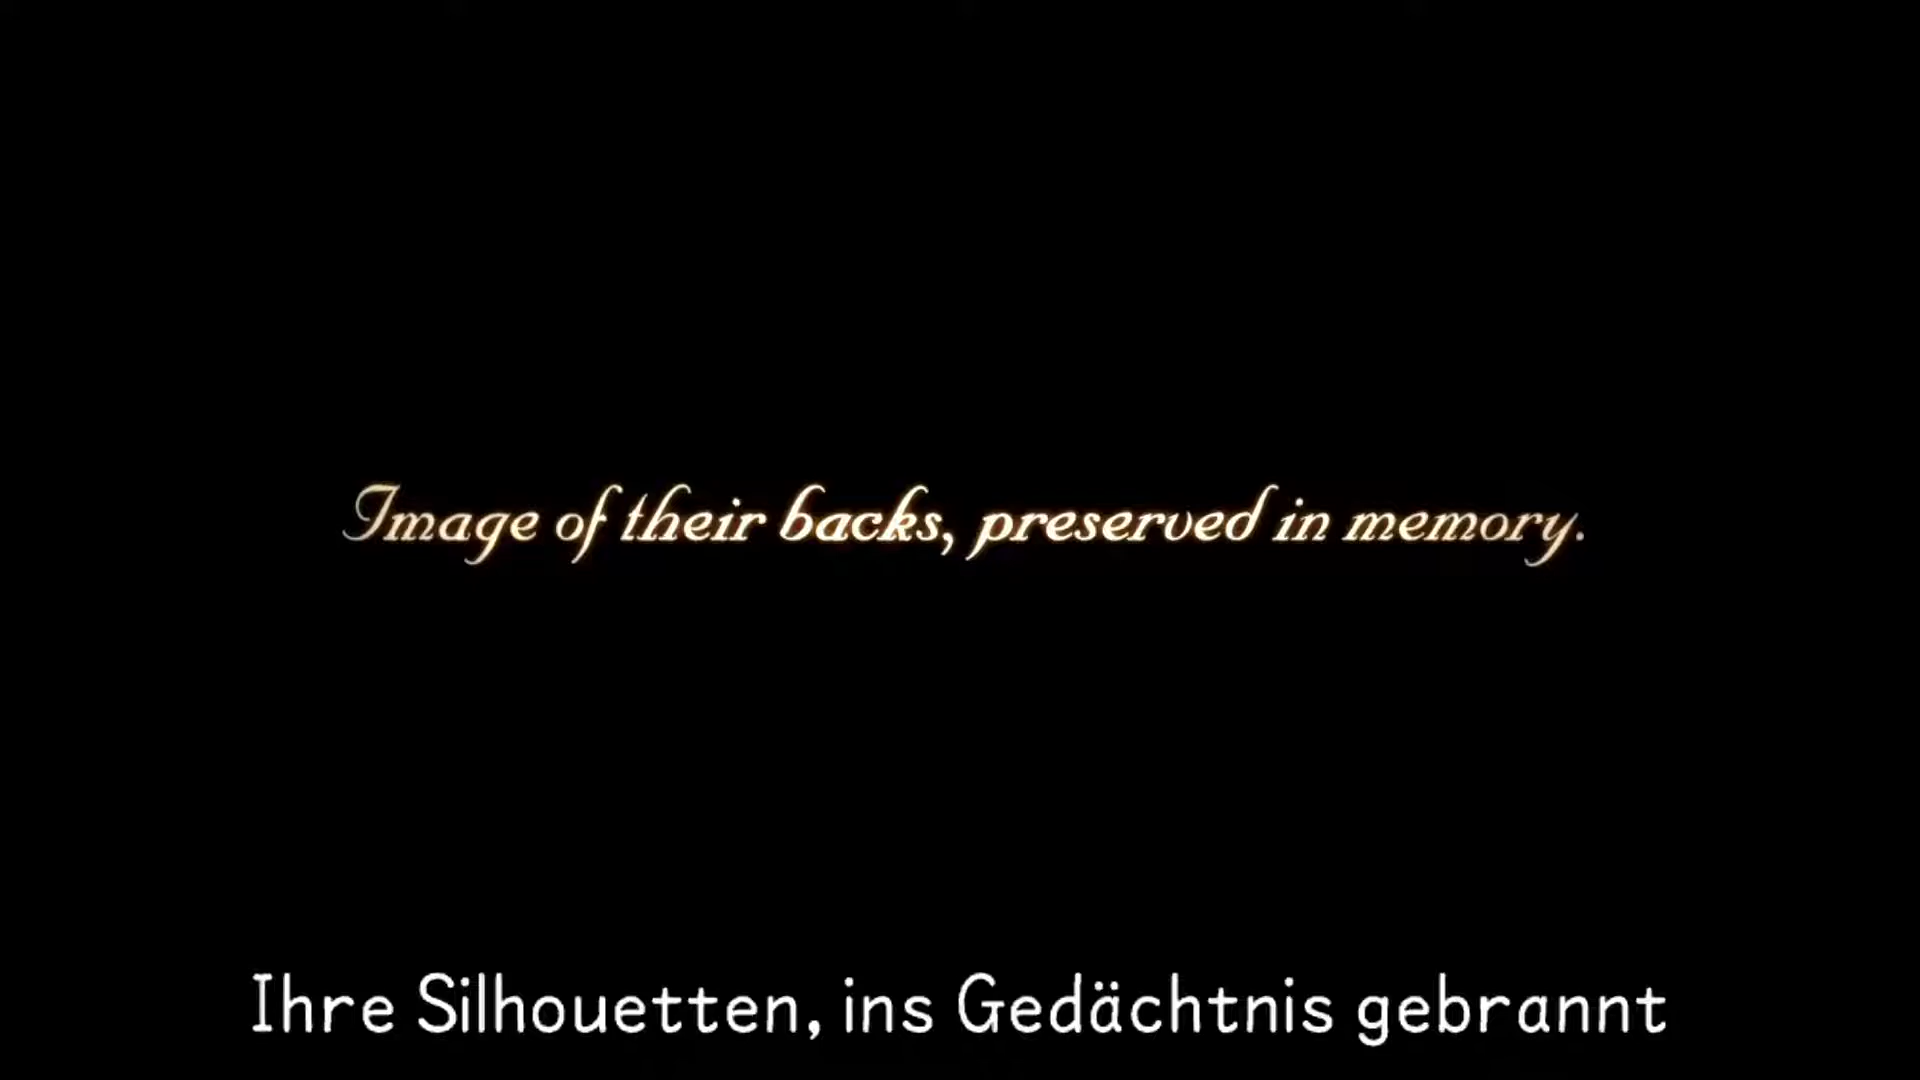 Image of their backs, preserved in memory.
Ihre Silhouetten, ins Gedächtnis gebrannt